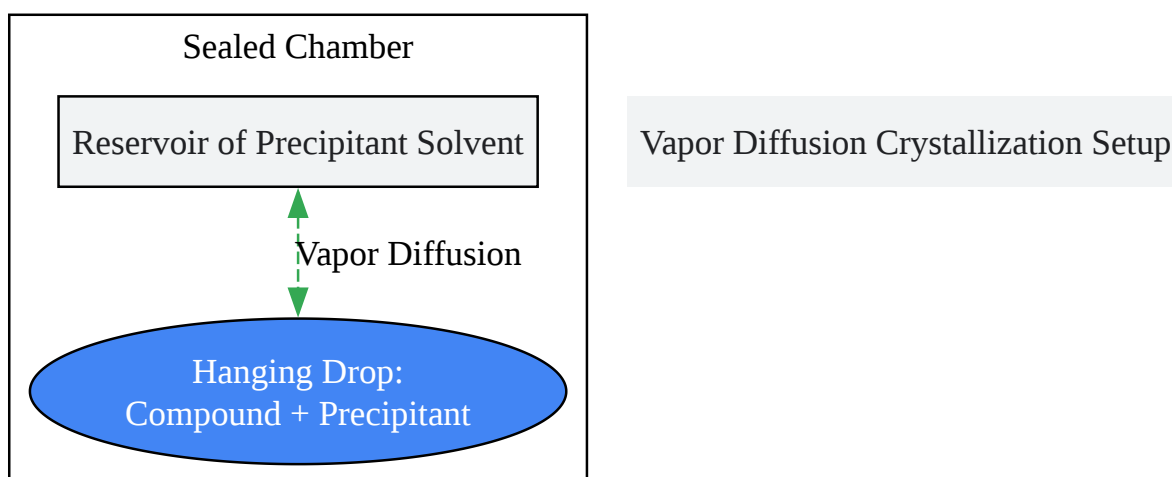 Sealed Chamber
Reservoir of Precipitant Solvent
Vapor Diffusion Crystallization Setup
Vapor Diffusion
Hanging Drop:
Compound + Precipitant